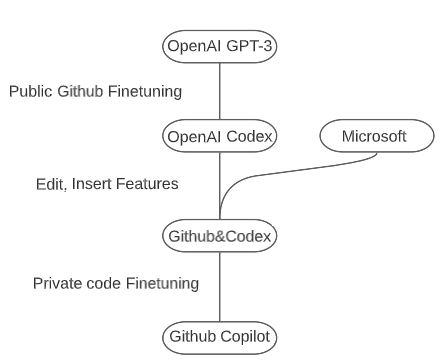 OpenAI GPT-3
Public Github Finetuning
OpenAI Codex
Microsoft
Edit, Insert Features
Github&Codex
Private code Finetuning
Github Copilot